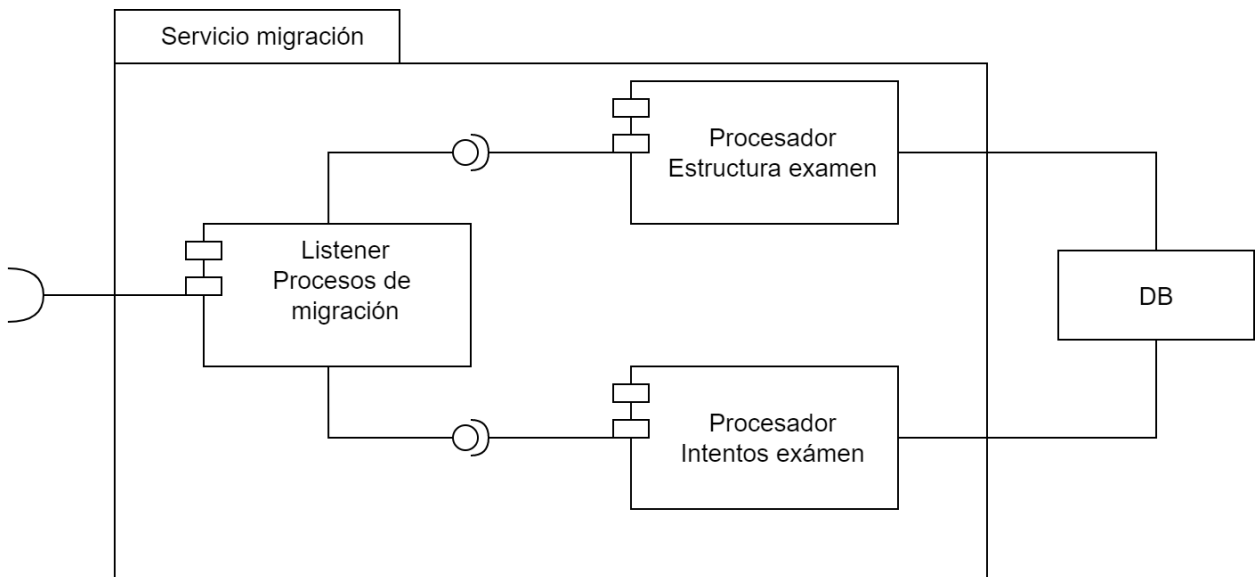 Servicio migración
Procesador
Estructura examen
Listener
Procesos de
migración
DB
Procesador
Intentos exámen